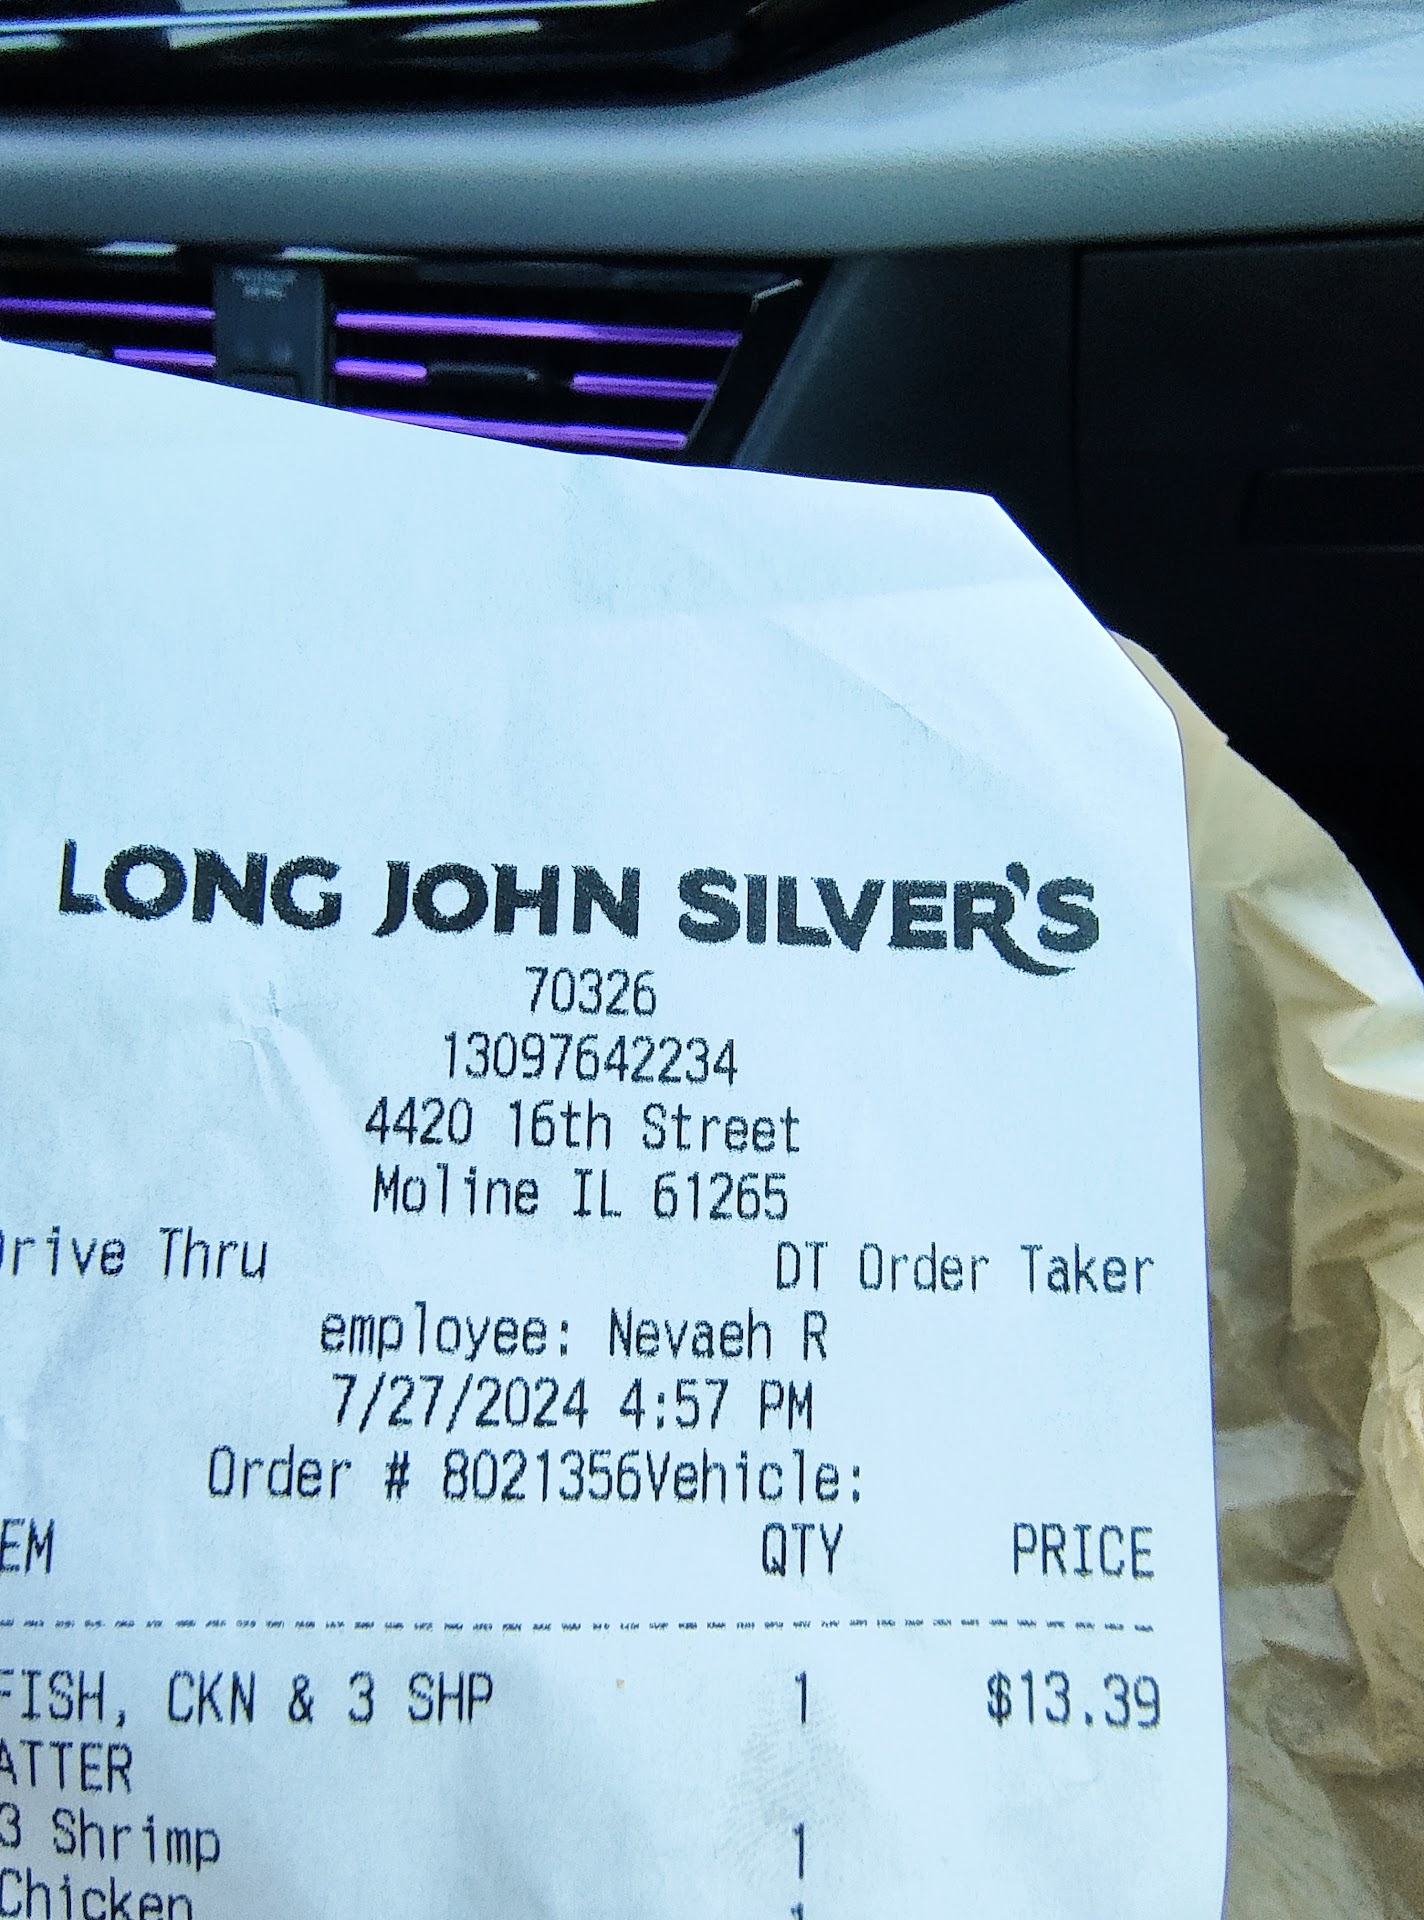 LONG JOHN SILVER'S
70326
13097642234
4420 16th Street
Moline IL 61265
Drive Thru DT Order Taker
employee: Nevaeh R
7/27/2024 4:57 PM
Order # 8021356Vehicle:
EM QTY PRICE
FISH, CKN & 3 SHP 1 $13.39
ATTER
3 Shrimp 1
Chicken 1